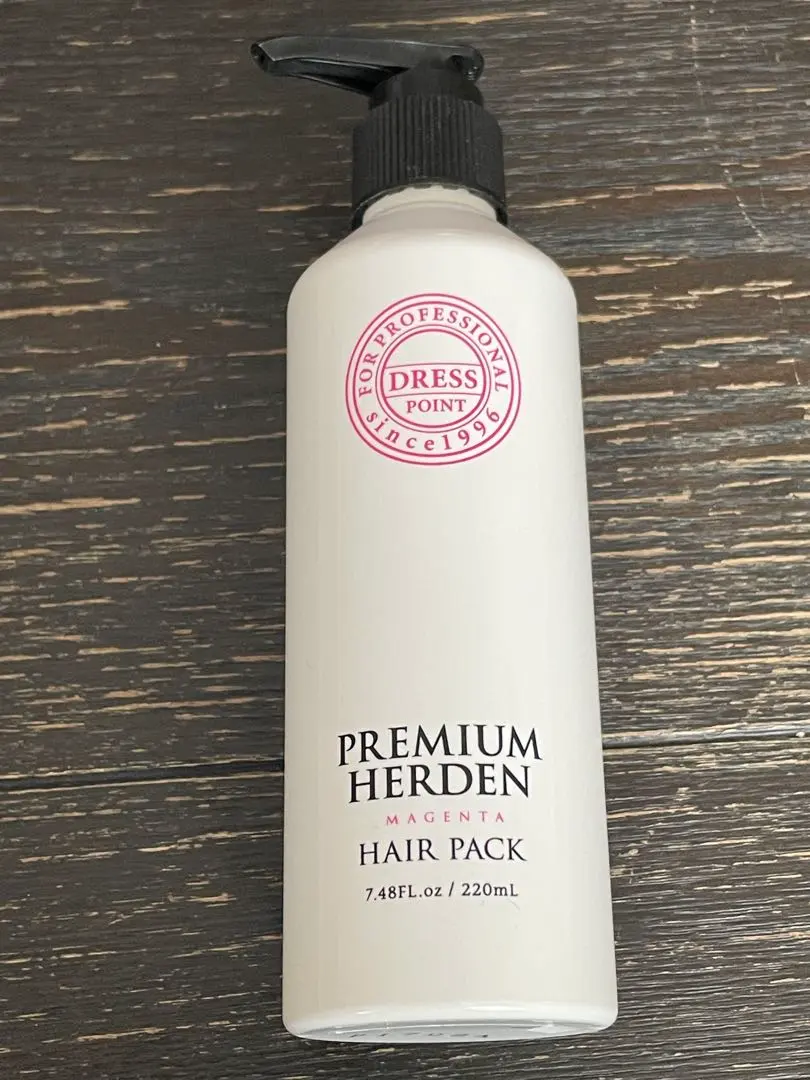 FOR PROFESSIONAL
DRESS
POINT
since1996
PREMIUM
HERDEN
MAGENTA
HAIR PACK
7.48FL.oz / 220mL